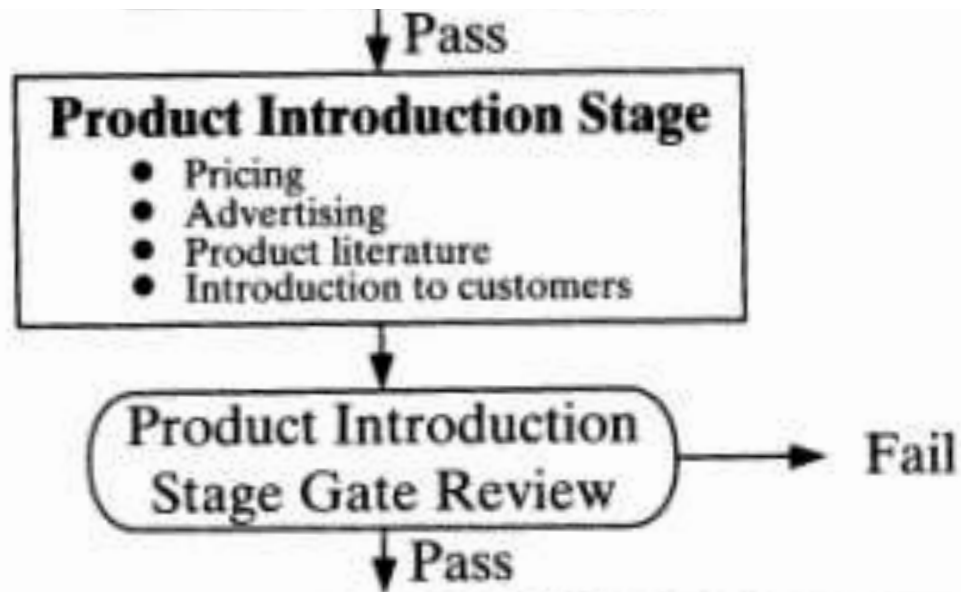 Pass
Product Introduction Stage
● Pricing
● Advertising
● Product literature
● Introduction to customers
Product Introduction
Stage Gate Review
Fail
Pass